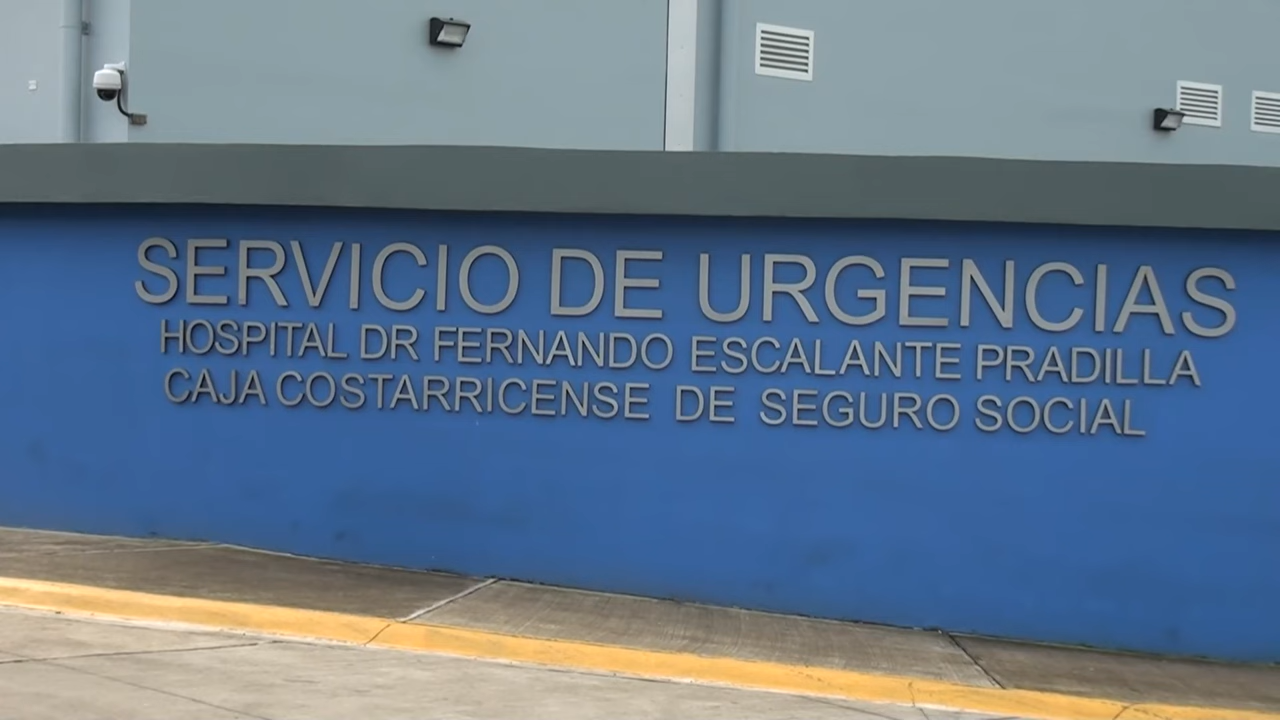 SERVICIO DE URGENCIAS
HOSPITAL DR FERNANDO ESCALANTE PRADILLA
CAJA COSTARRICENSE DE SEGURO SOCIAL